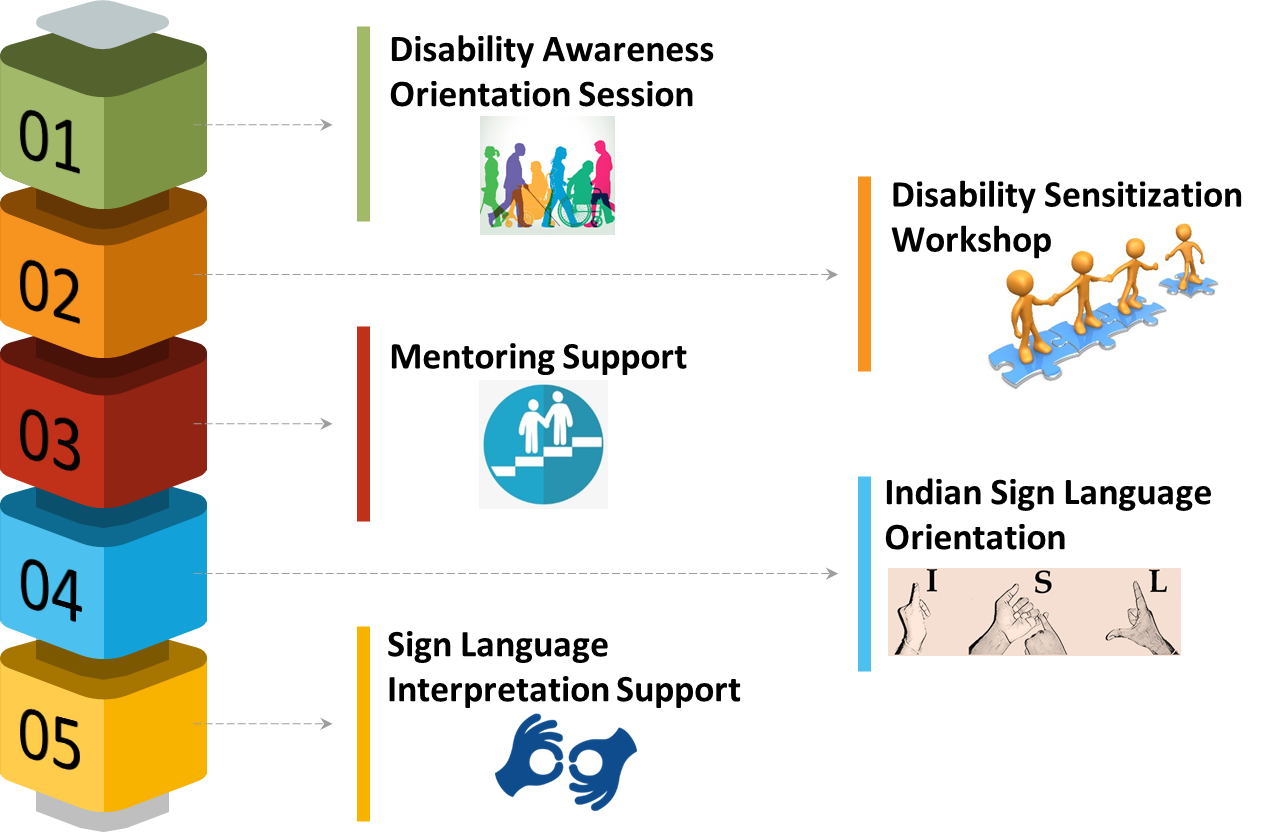 01
Disability Awareness
Orientation Session
02
Disability Sensitization
Workshop
03
Mentoring Support
04
Indian Sign Language
Orientation
I S L
05
Sign Language
Interpretation Support